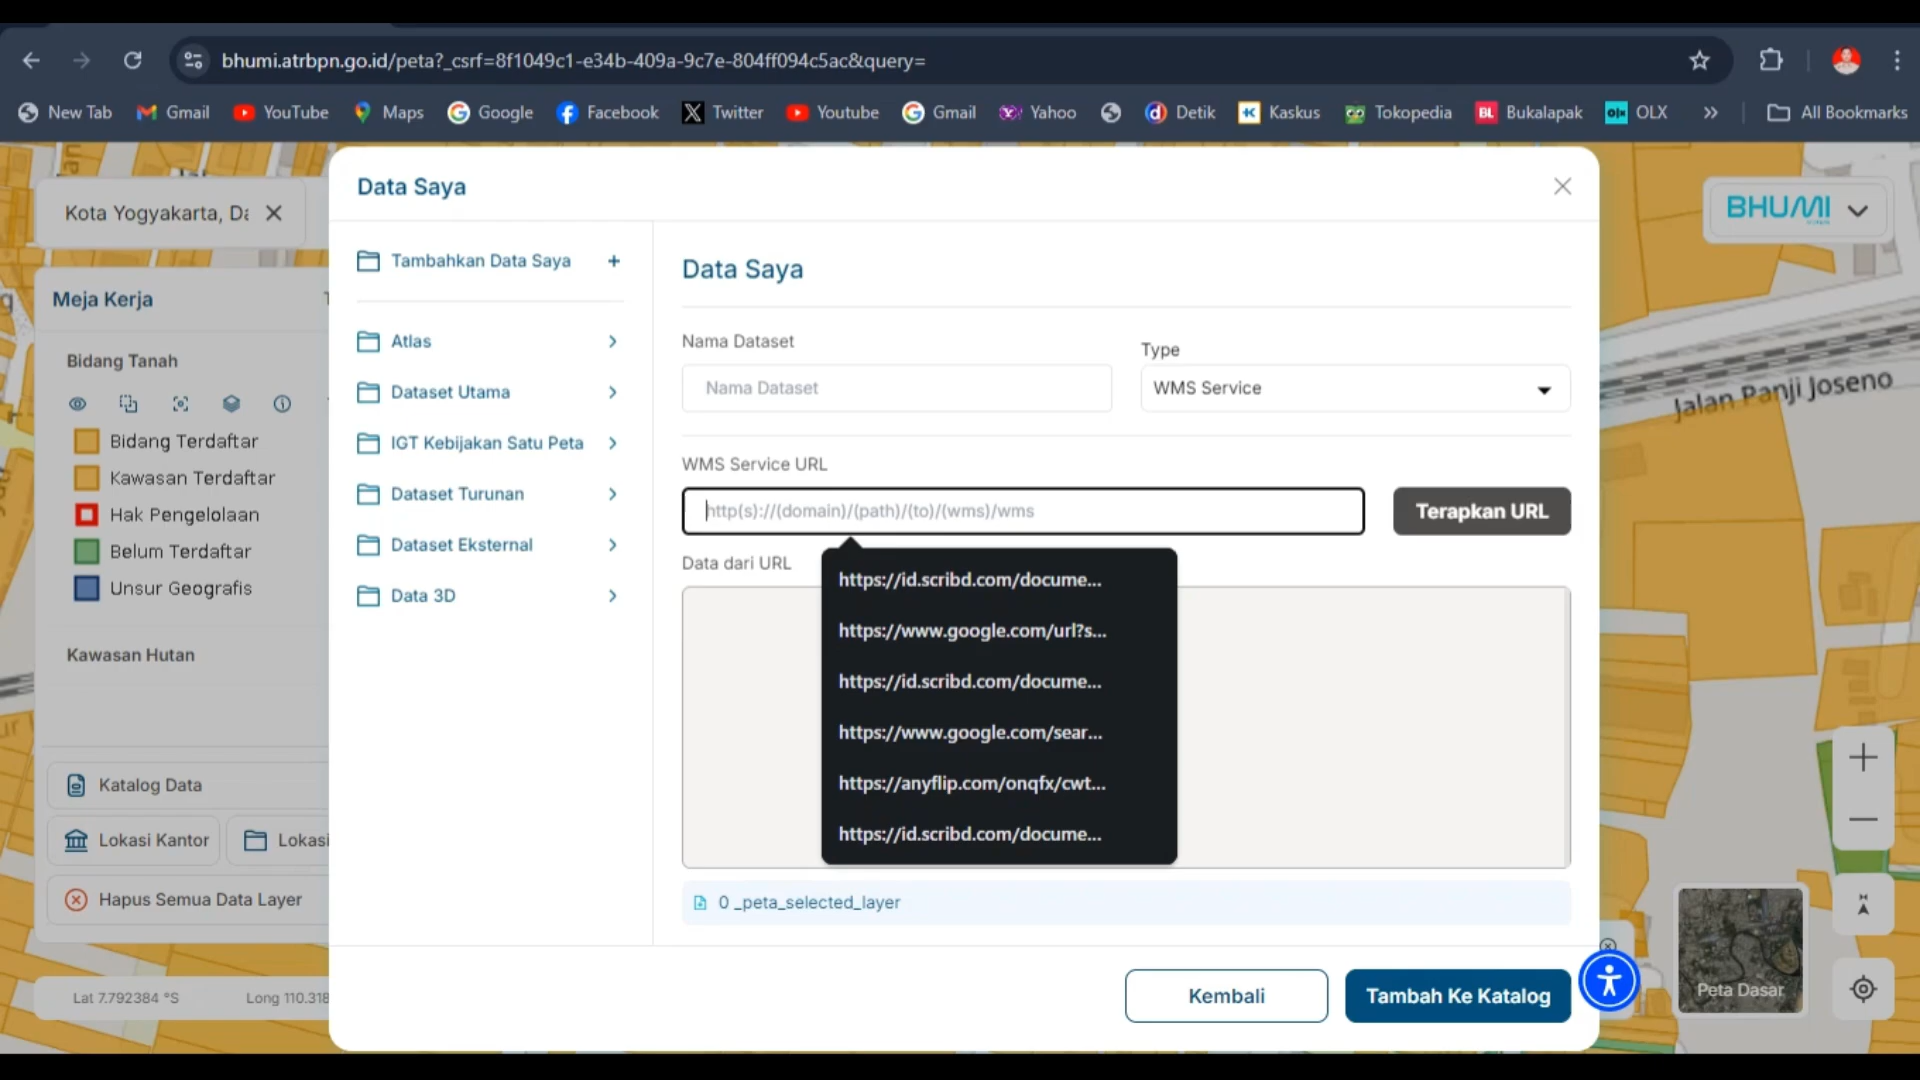 bhumi.atrbpn.go.id/peta?_csrf=8f1049c1-e34b-409a-9c7e-804ff094c5ac&query=
New Tab Gmail YouTube Maps Google Facebook Twitter Youtube Gmail Yahoo Detik Kaskus Tokopedia Bukalapak OLX All Bookmarks
Kota Yogyakarta, Da
BHUMI
Meja Kerja
Bidang Tanah
Bidang Terdaftar
Kawasan Terdaftar
Hak Pengelolaan
Belum Terdaftar
Unsur Geografis
Kawasan Hutan
Katalog Data
Lokasi Kantor
Lokasi
Hapus Semua Data Layer
Lat 7.792384 °S
Long 110.318
Data Saya
Tambahkan Data Saya
Atlas
Dataset Utama
IGT Kebijakan Satu Peta
Dataset Turunan
Dataset Eksternal
Data 3D
Data Saya
Nama Dataset
Nama Dataset
Type
WMS Service
WMS Service URL
http(s)://(domain)/(path)/(to)/(wms)/wms
Terapkan URL
Data dari URL
https://id.scribd.com/docume...
https://www.google.com/url?s...
https://id.scribd.com/docume...
https://www.google.com/sear...
https://anyflip.com/onqfx/cwt...
https://id.scribd.com/docume...
0 _peta_selected_layer
Kembali
Tambah Ke Katalog
Jalan Panji Joseno
Peta Dasar